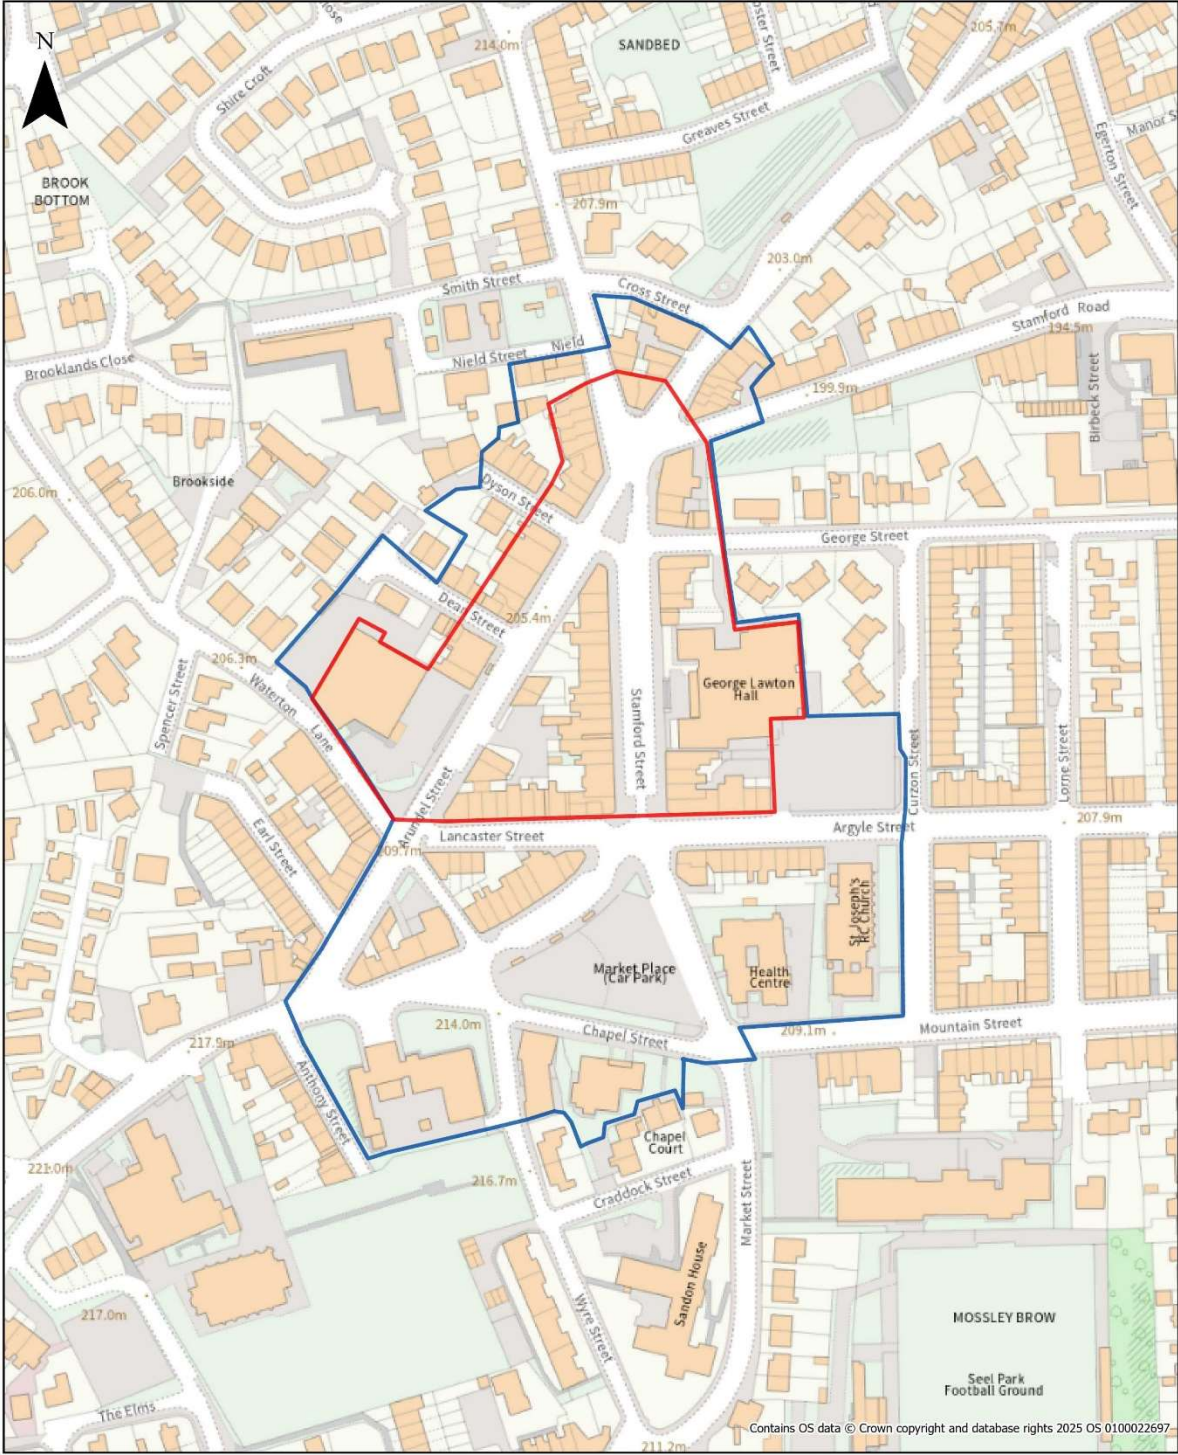 205.7m
214.0m
SANDBED
N
Shire Croft
Greaves Street
Manor S
Egerton Street
BROOK
BOTTOM
207.9m
203.0m
Smith Street
Cross Street
Stamford Road
194.5m
Nield Street
Nield
Brooklands Close
199.9m
Birbeck Street
Brookside
206.0m
Dyson Street
George Street
Dean Street
205.4m
206.3m
Waterton Lane
Spencer Street
George Lawton
Hall
Stamford Street
Curzon Street
Lorne Street
Arundel Street
Lancaster Street
Argyle Street
207.9m
Earl Street
209.7m
St Joseph's
RC Church
Market Place
(Car Park)
Health
Centre
214.0m
Chapel Street
209.1m
Mountain Street
217.9m
Anthony Street
Chapel
Court
221.0m
216.7m
Craddock Street
Market Street
Sandon House
217.0m
Wyre Street
MOSSLEY BROW
Seel Park
Football Ground
The Elms
211.2m
Contains OS data © Crown copyright and database rights 2025 OS 0100022697